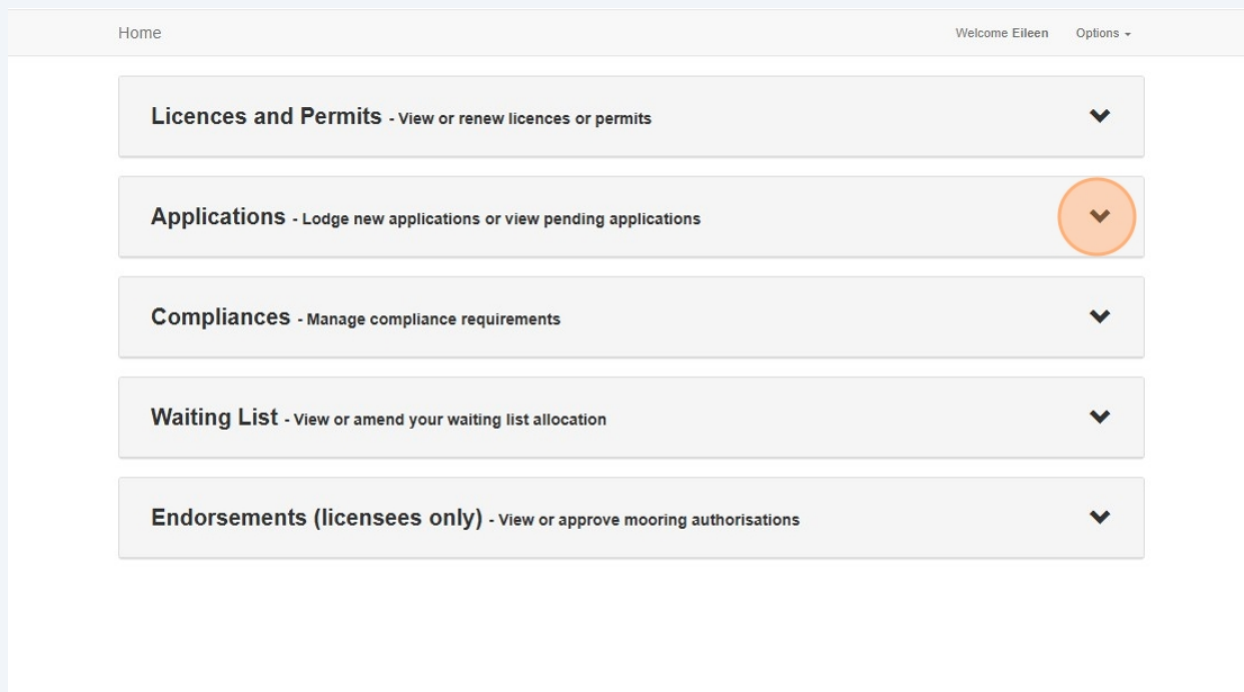 Home Welcome Eileen Options
Licences and Permits - View or renew licences or permits
Applications - Lodge new applications or view pending applications
Compliances - Manage compliance requirements
Waiting List - View or amend your waiting list allocation
Endorsements (licensees only) - View or approve mooring authorisations